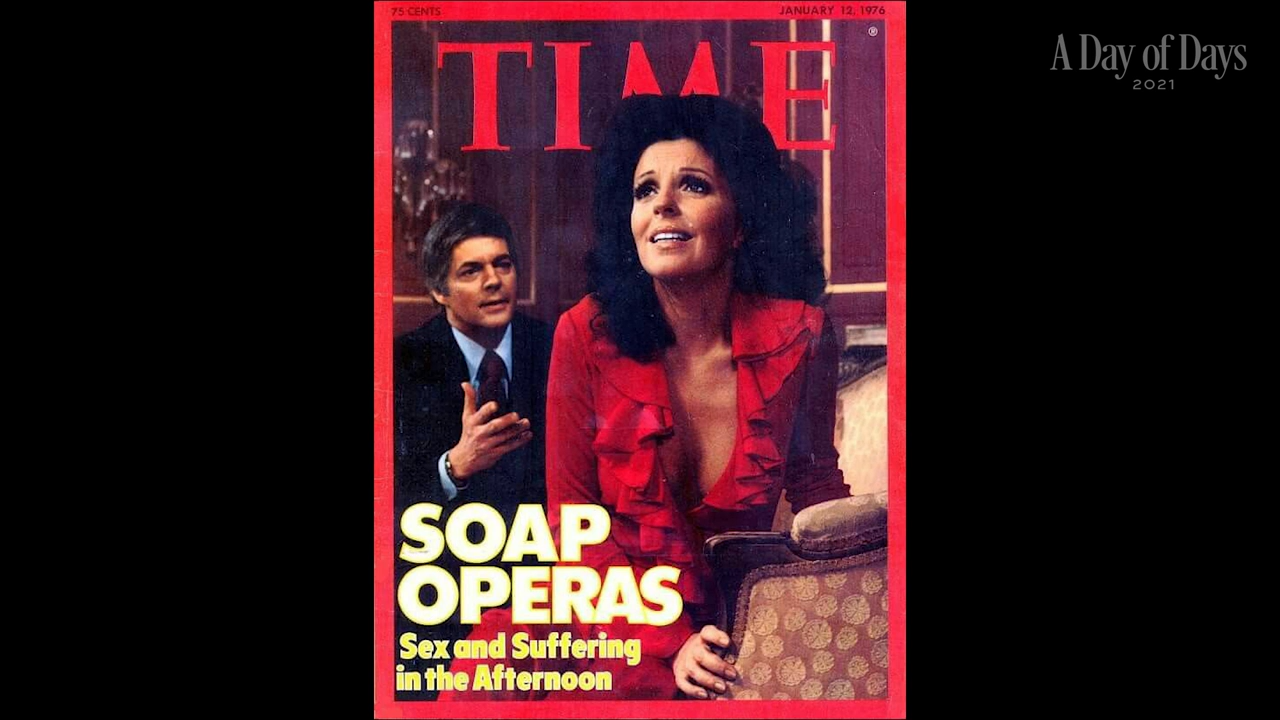 75 CENTS
JANUARY 12, 1976
TIME
®
A Day of Days
2021
SOAP
OPERAS
Sex and Suffering
in the Afternoon